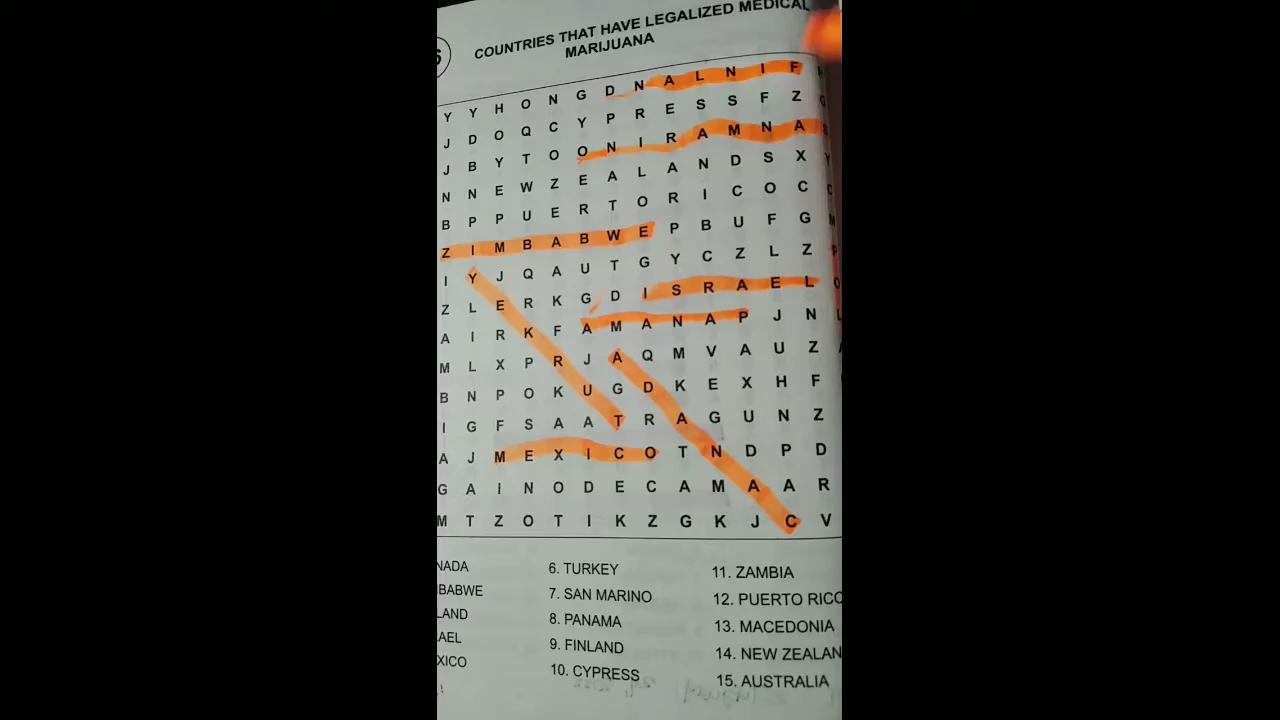 6
COUNTRIES THAT HAVE LEGALIZED MEDICAL
MARIJUANA
Y Y H O N G D N A L N I F
J D O Q C Y P R E S S F Z G
J B Y T O O N I R A M N A S
N N E W Z E A L A N D S X Y
B P P U E R T O R I C O C C
Z I M B A B W E P B U F G M
I Y J Q A U T G Y C Z L Z P
Z L E R K G D I S R A E L O
A I R K F A M A N A P J N L
M L X P R J A Q M V A U Z
B N P O K U G D K E X H F
I G F S A A T R A G U N Z
A J M E X I C O T N D P D
G A I N O D E C A M A A R
M T Z O T I K Z G K J C V
NADA
BABWE
LAND
AEL
XICO
6. TURKEY
7. SAN MARINO
8. PANAMA
9. FINLAND
10. CYPRESS
11. ZAMBIA
12. PUERTO RICO
13. MACEDONIA
14. NEW ZEALAN
15. AUSTRALIA